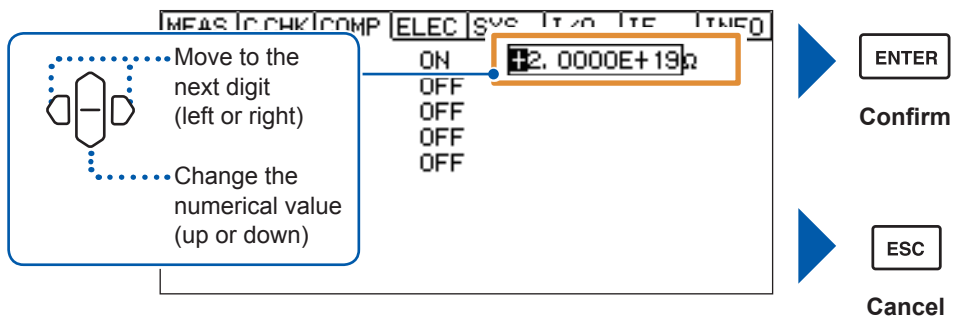 MEAS C.CHK COMP ELEC SYS I/O IF INFO
Move to the
next digit
(left or right)
Change the
numerical value
(up or down)
ON
OFF
OFF
OFF
OFF
+2.0000E+19Ω
ENTER
Confirm
ESC
Cancel